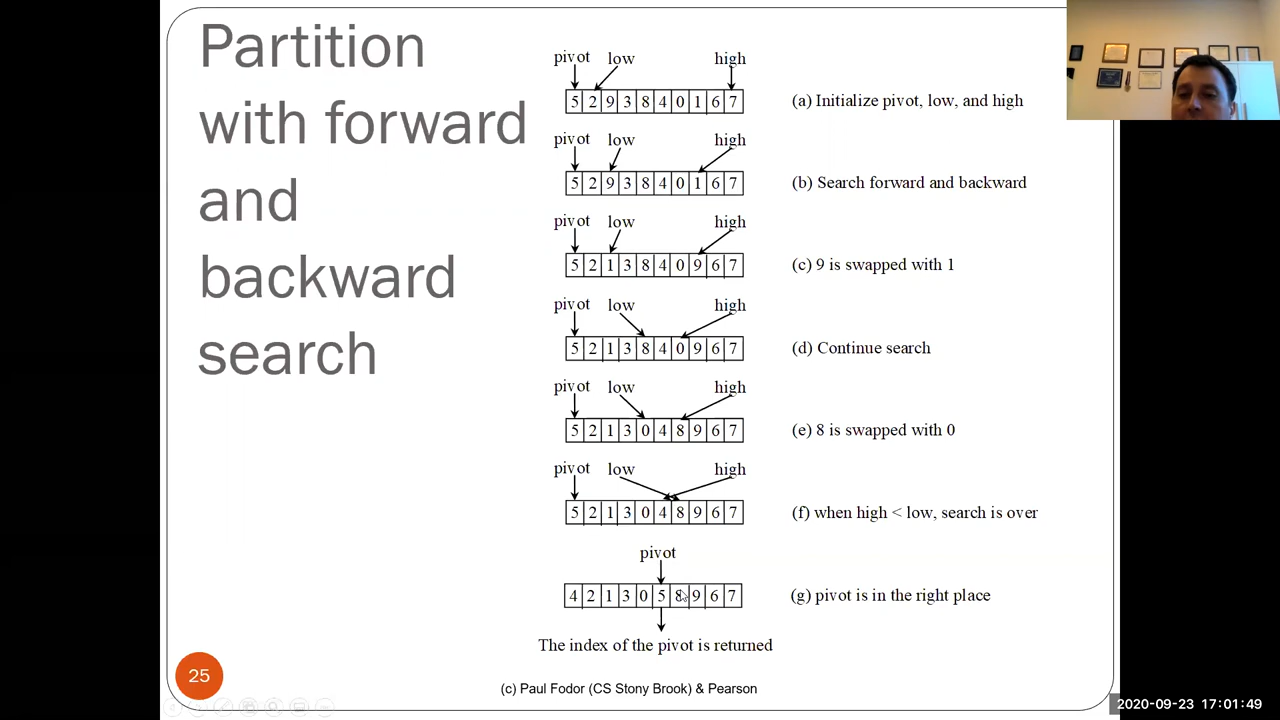 Partition
with forward
and
backward
search
pivot low high
5 2 9 3 8 4 0 1 6 7
(a) Initialize pivot, low, and high
pivot low high
5 2 9 3 8 4 0 1 6 7
(b) Search forward and backward
pivot low high
5 2 1 3 8 4 0 9 6 7
(c) 9 is swapped with 1
pivot low high
5 2 1 3 8 4 0 9 6 7
(d) Continue search
pivot low high
5 2 1 3 0 4 8 9 6 7
(e) 8 is swapped with 0
pivot low high
5 2 1 3 0 4 8 9 6 7
(f) when high < low, search is over
pivot
4 2 1 3 0 5 8 9 6 7
(g) pivot is in the right place
The index of the pivot is returned
25
(c) Paul Fodor (CS Stony Brook) & Pearson
2020-09-23 17:01:49